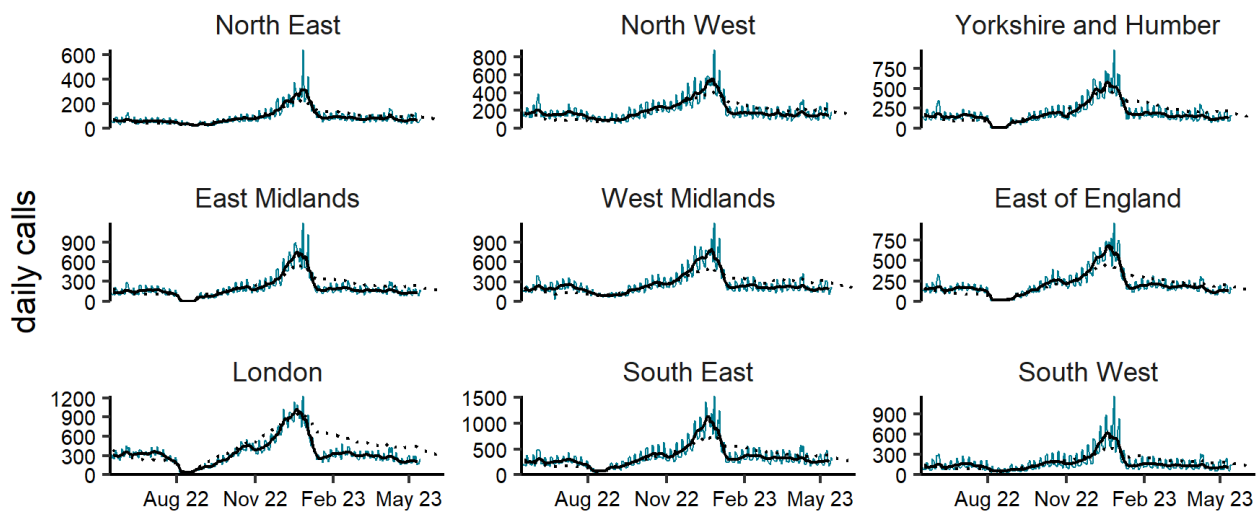 North East
North West
Yorkshire and Humber
600
400
200
0
800
600
400
200
0
750
500
250
0
East Midlands
West Midlands
East of England
900
600
300
0
900
600
300
0
750
500
250
0
daily calls
London
South East
South West
1200
900
600
300
0
1500
1000
500
0
900
600
300
0
Aug 22 Nov 22 Feb 23 May 23
Aug 22 Nov 22 Feb 23 May 23
Aug 22 Nov 22 Feb 23 May 23